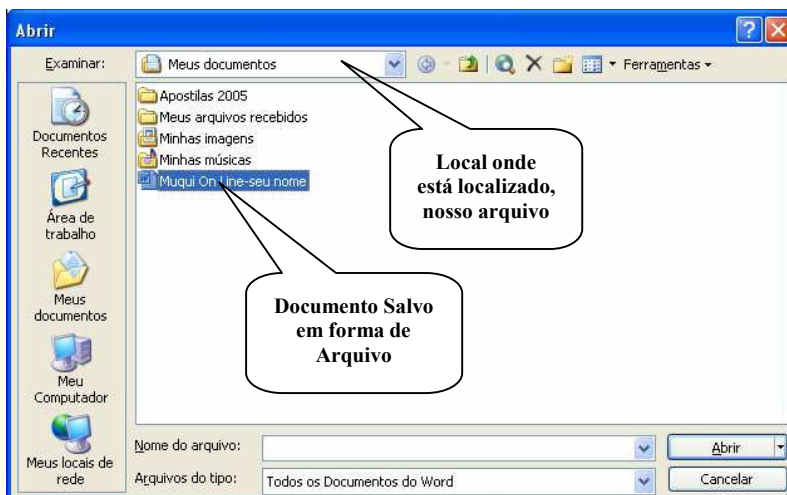 Abrir
Examinar:
Meus documentos
Ferramentas
Documentos
Recentes
Área de
trabalho
Meus
documentos
Meu
Computador
Meus locais de
rede
Apostilas 2005
Meus arquivos recebidos
Minhas imagens
Minhas músicas
Muqui On Line-seu nome
Local onde
está localizado,
nosso arquivo
Documento Salvo
em forma de
Arquivo
Nome do arquivo:
Abrir
Arquivos do tipo:
Todos os Documentos do Word
Cancelar